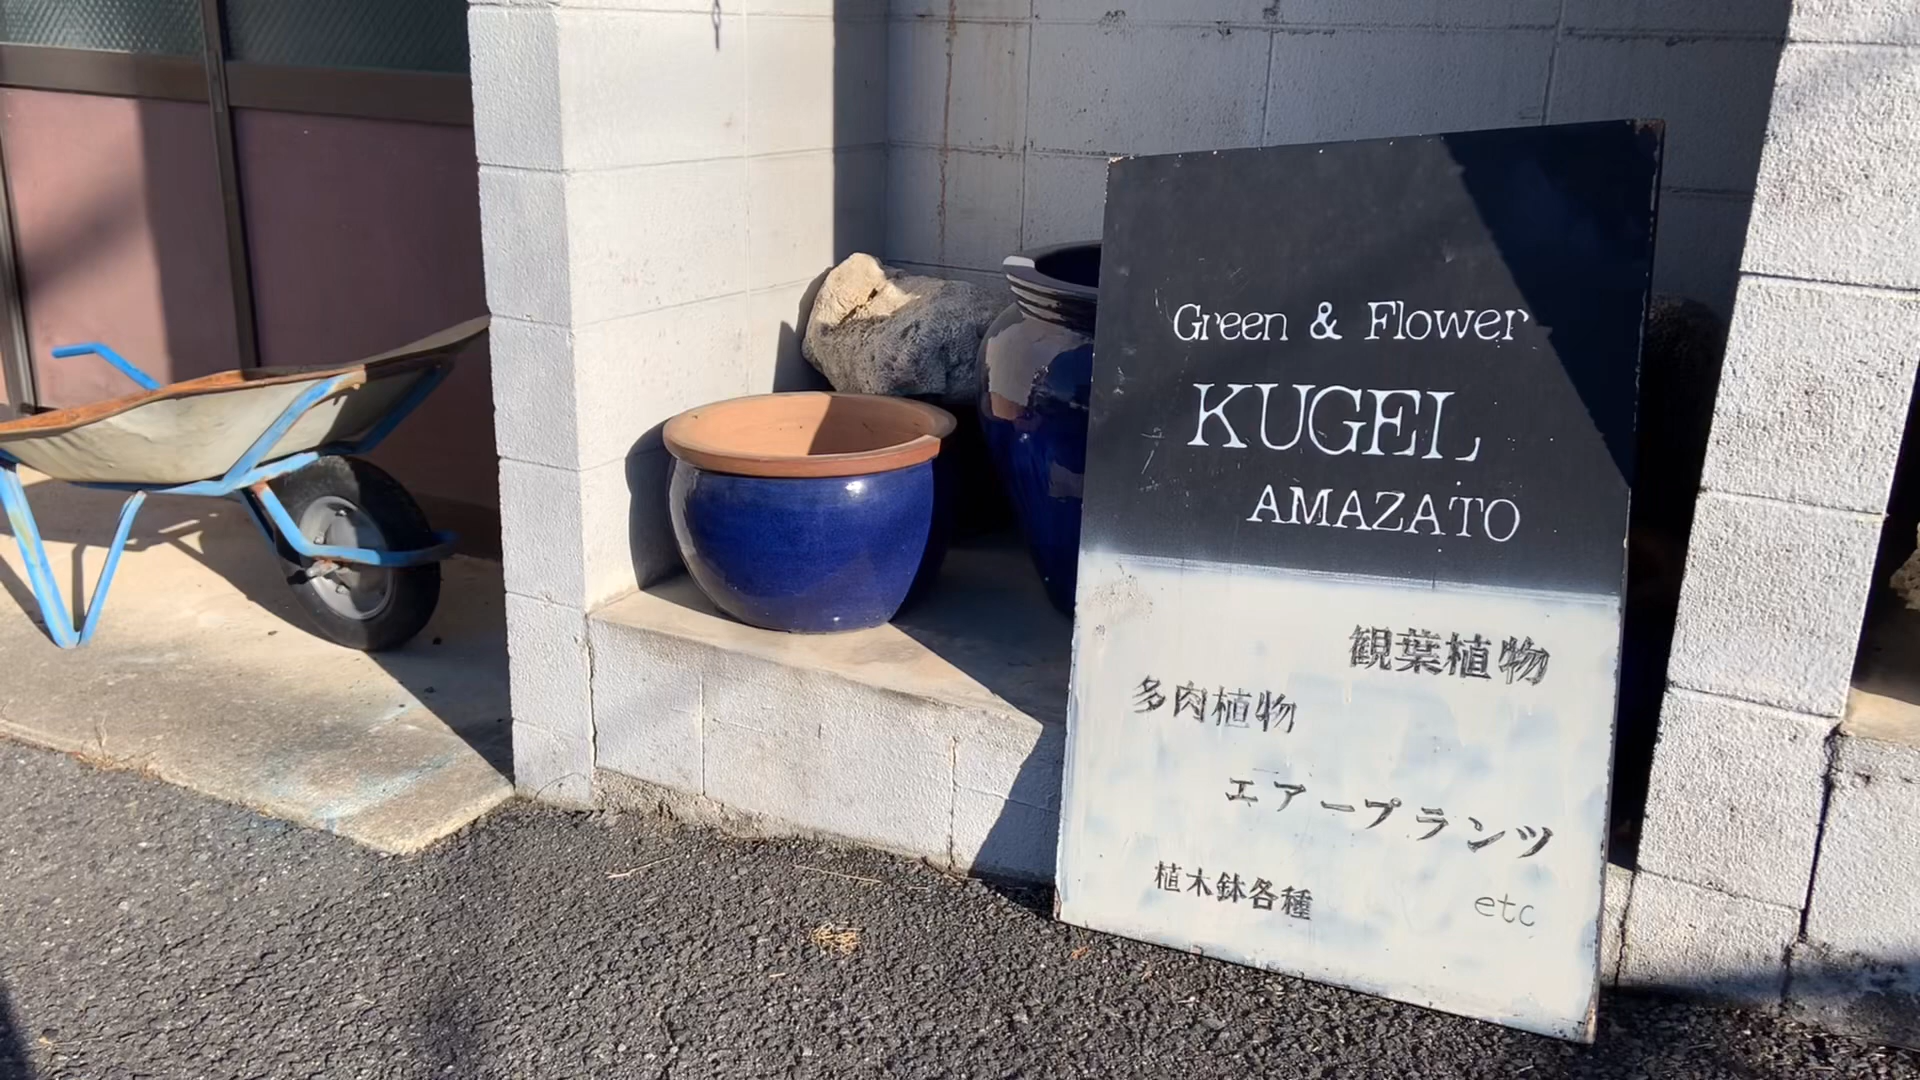 Green & Flower
KUGEL
AMAZATO
観葉植物
多肉植物
エアープランツ
植木鉢各種
etc